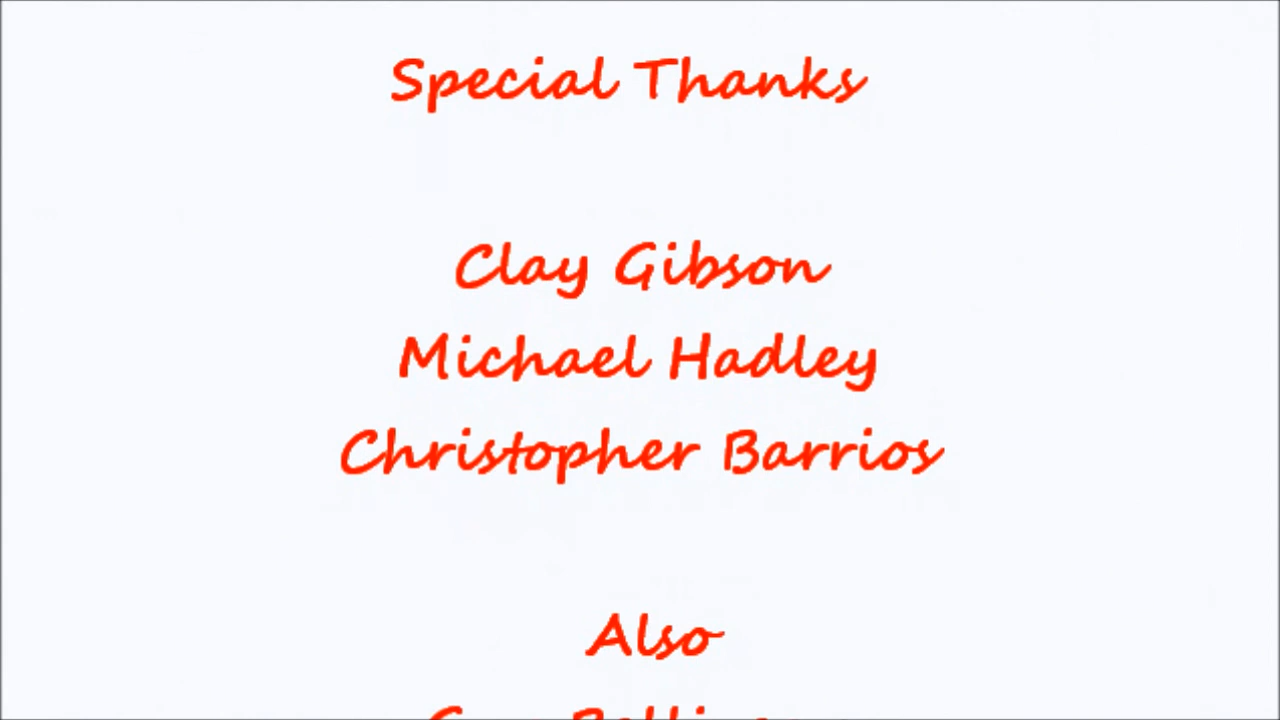 Special Thanks
Clay Gibson
Michael Hadley
Christopher Barrios
Also